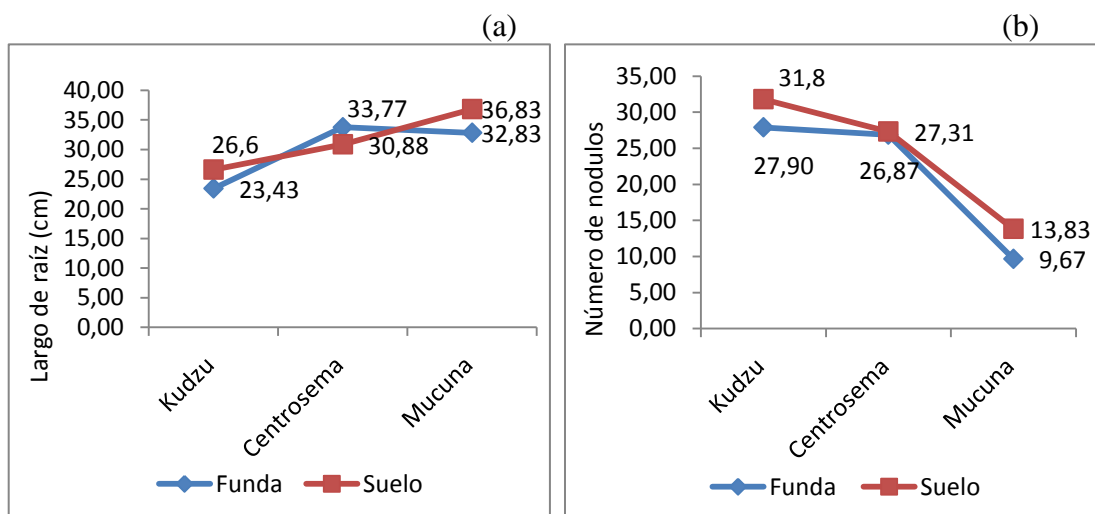 (a)
Largo de raíz (cm)
40,00
35,00
30,00
25,00
20,00
15,00
10,00
5,00
0,00
26,6
23,43
33,77
30,88
36,83
32,83
Kudzu
Centrosema
Mucuna
Funda
Suelo
(b)
Número de nodulos
35,00
30,00
25,00
20,00
15,00
10,00
5,00
0,00
31,8
27,90
27,31
26,87
13,83
9,67
Kudzu
Centrosema
Mucuna
Funda
Suelo